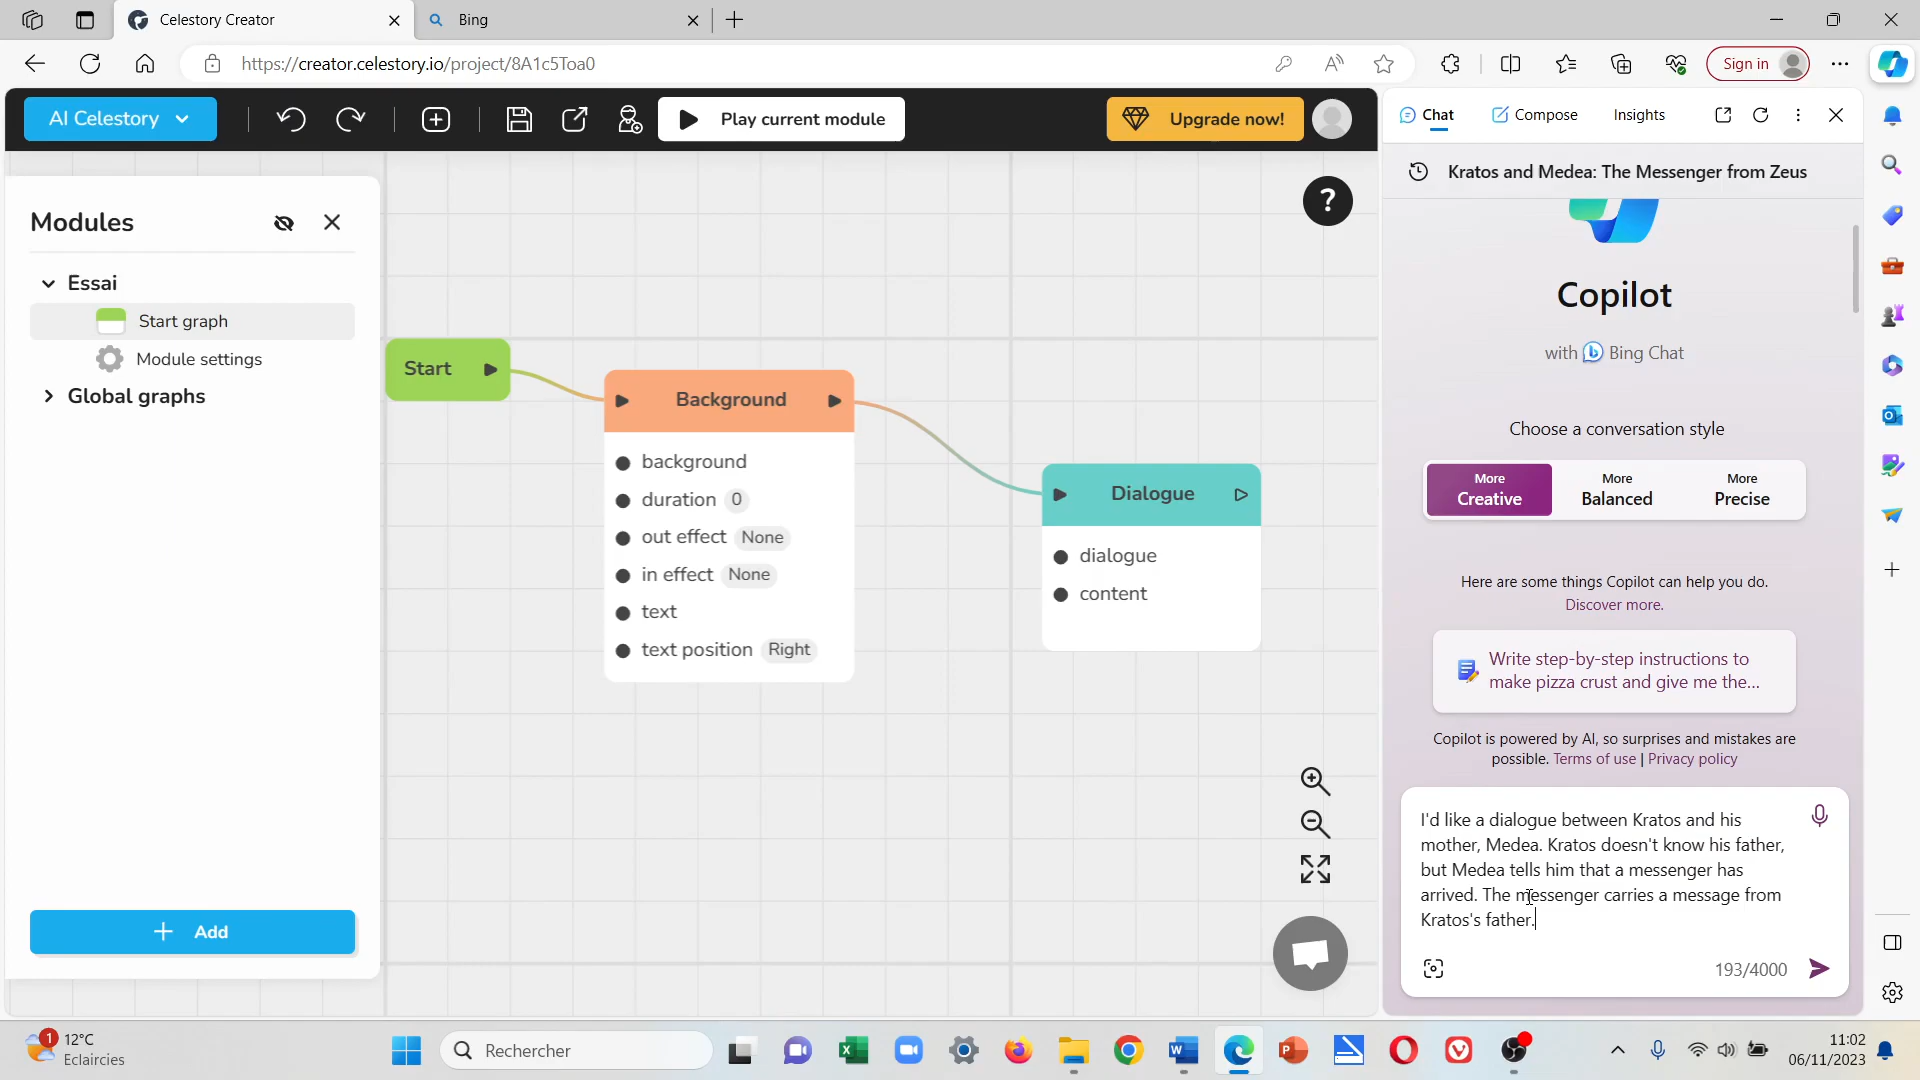 Celestory Creator
Bing
https://creator.celestory.io/project/8A1c5Toa0
Sign in
AI Celestory
Play current module
Upgrade now!
Chat
Compose
Insights
Kratos and Medea: The Messenger from Zeus
Modules
Essai
Start graph
Module settings
Global graphs
Add
Start
Background
background
duration 0
out effect None
in effect None
text
text position Right
Dialogue
dialogue
content
?
Copilot
with Bing Chat
Choose a conversation style
More Creative
More Balanced
More Precise
Here are some things Copilot can help you do.
Discover more.
Write step-by-step instructions to
make pizza crust and give me the...
Copilot is powered by AI, so surprises and mistakes are
possible. Terms of use | Privacy policy
I'd like a dialogue between Kratos and his
mother, Medea. Kratos doesn't know his father,
but Medea tells him that a messenger has
arrived. The messenger carries a message from
Kratos's father.
193/4000
1
12°C
Eclaircies
Rechercher
11:02
06/11/2023